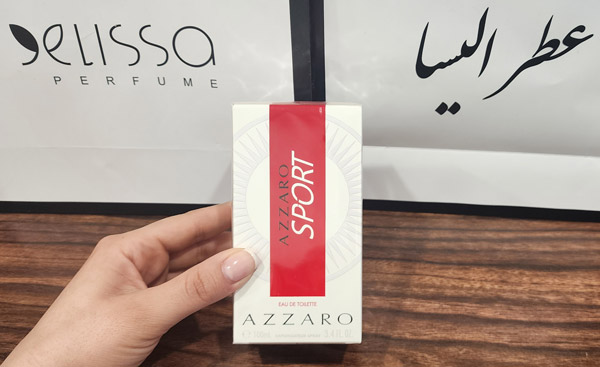 elissa
PERFUME
عطر الیسا
AZZARO
SPORT
EAU DE TOILETTE
AZZARO